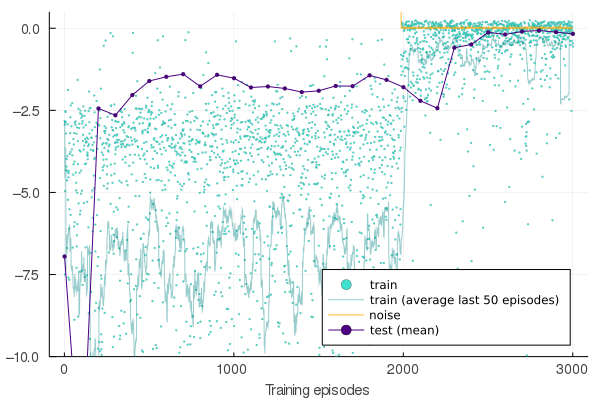 0.0
−2.5
−5.0
−7.5
−10.0
0
1000
2000
3000
Training episodes
train
train (average last 50 episodes)
noise
test (mean)